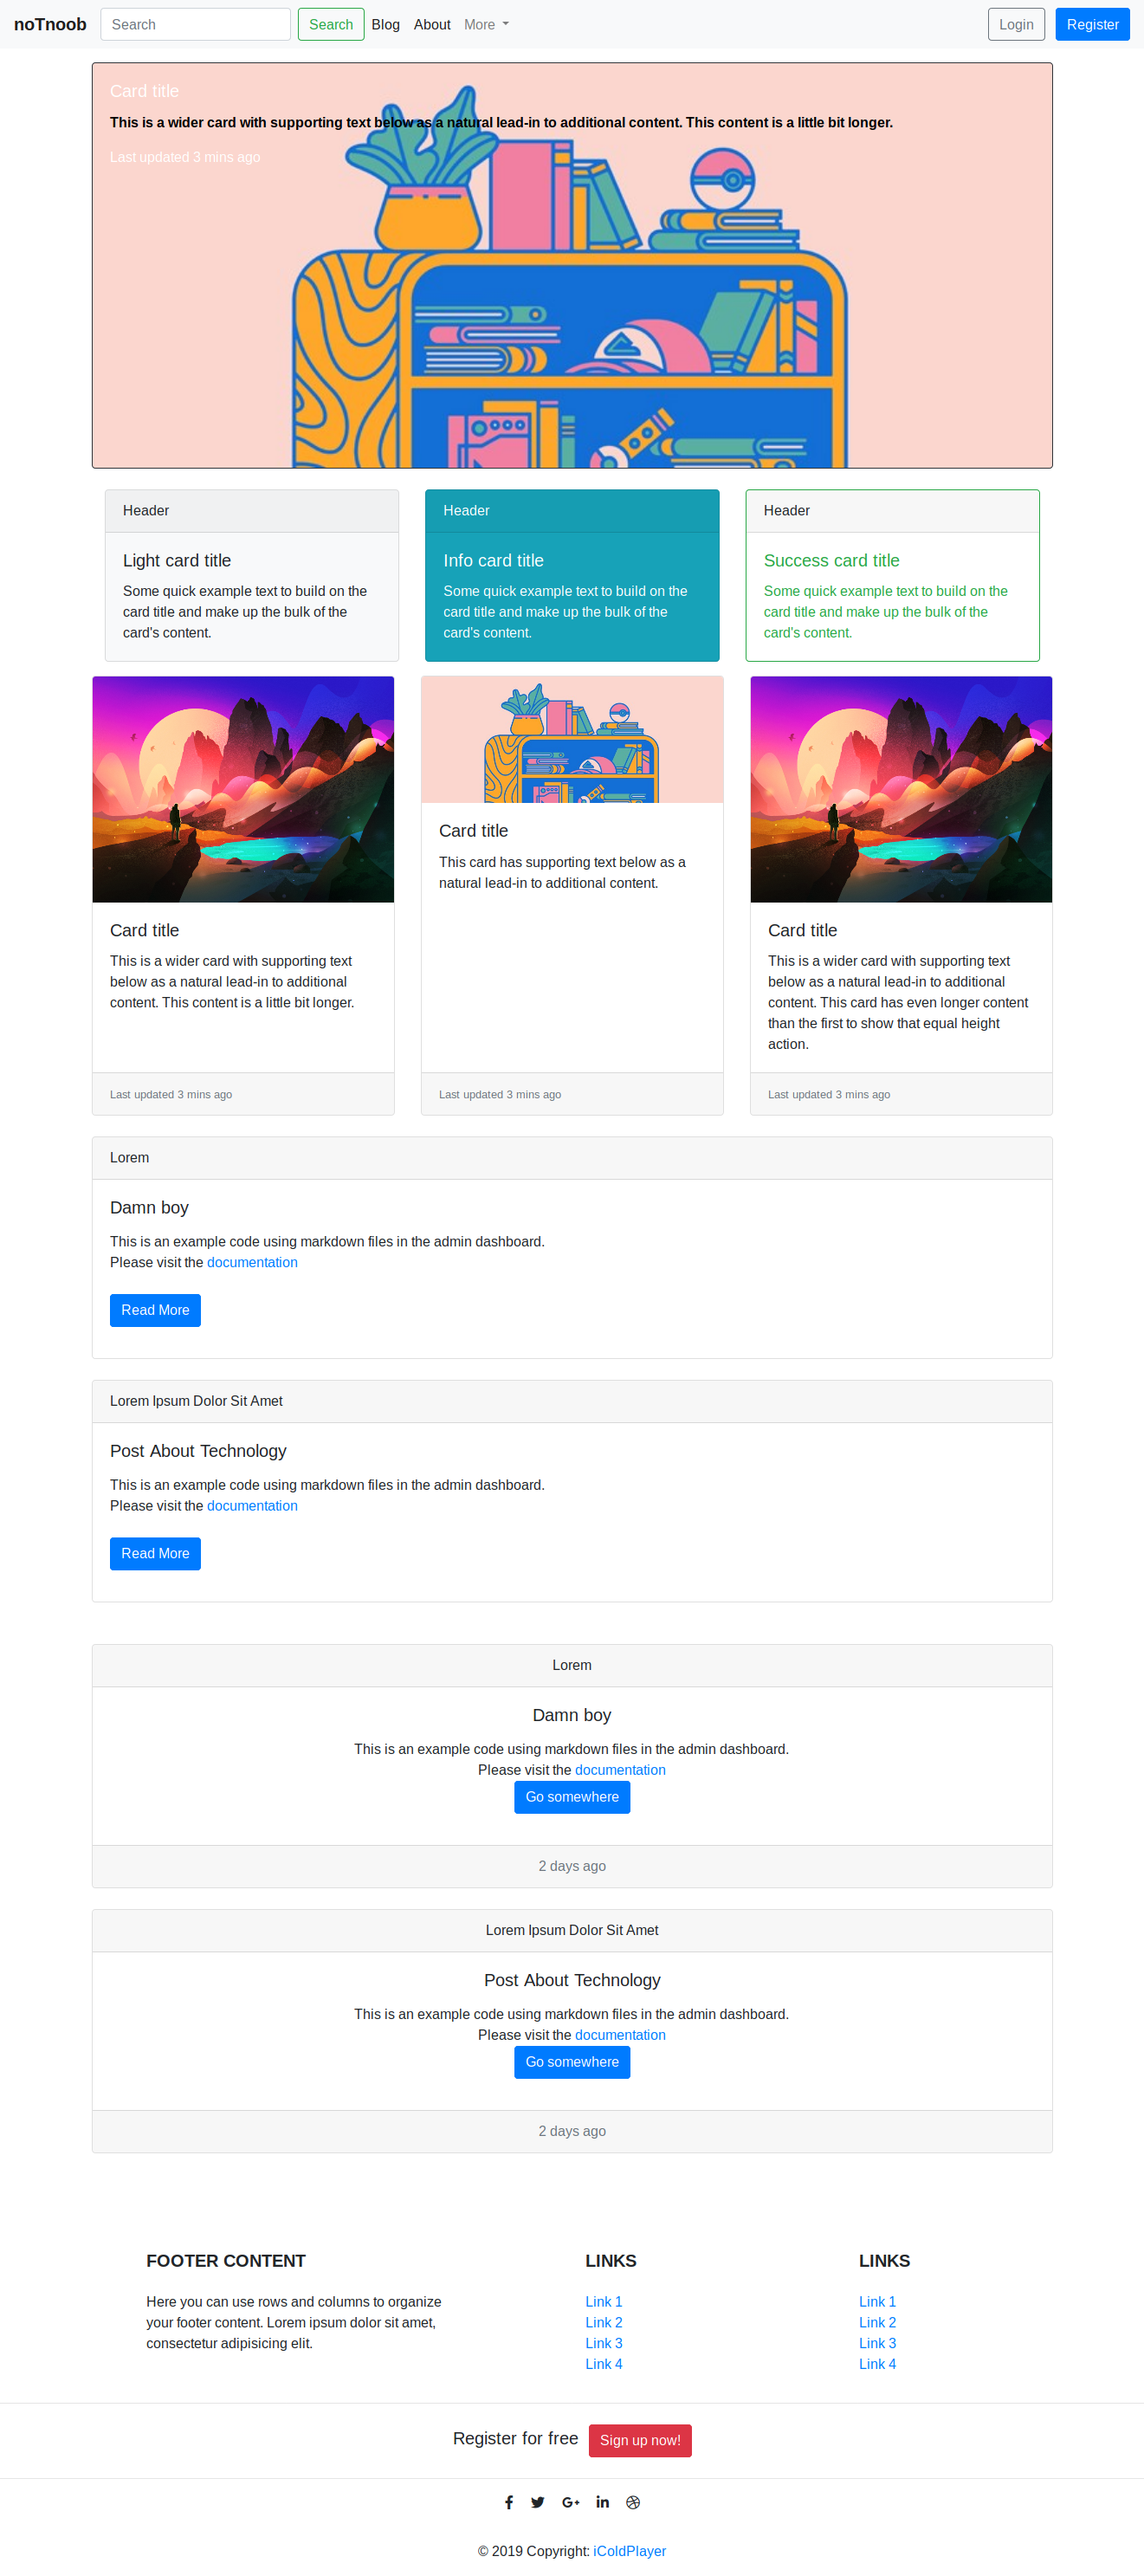 noTnoob Search Search Blog About More Login Register
Card title
This is a wider card with supporting text below as a natural lead-in to additional content. This content is a little bit longer.
Last updated 3 mins ago
Header
Light card title
Some quick example text to build on the
card title and make up the bulk of the
card's content.
Header
Info card title
Some quick example text to build on the
card title and make up the bulk of the
card's content.
Header
Success card title
Some quick example text to build on the
card title and make up the bulk of the
card's content.
Card title
This is a wider card with supporting text
below as a natural lead-in to additional
content. This content is a little bit longer.
Last updated 3 mins ago
Card title
This card has supporting text below as a
natural lead-in to additional content.
Last updated 3 mins ago
Card title
This is a wider card with supporting text
below as a natural lead-in to additional
content. This card has even longer content
than the first to show that equal height
action.
Last updated 3 mins ago
Lorem
Damn boy
This is an example code using markdown files in the admin dashboard.
Please visit the documentation
Read More
Lorem Ipsum Dolor Sit Amet
Post About Technology
This is an example code using markdown files in the admin dashboard.
Please visit the documentation
Read More
Lorem
Damn boy
This is an example code using markdown files in the admin dashboard.
Please visit the documentation
Go somewhere
2 days ago
Lorem Ipsum Dolor Sit Amet
Post About Technology
This is an example code using markdown files in the admin dashboard.
Please visit the documentation
Go somewhere
2 days ago
FOOTER CONTENT
Here you can use rows and columns to organize
your footer content. Lorem ipsum dolor sit amet,
consectetur adipisicing elit.
LINKS
Link 1
Link 2
Link 3
Link 4
LINKS
Link 1
Link 2
Link 3
Link 4
Register for free Sign up now!
© 2019 Copyright: iColdPlayer